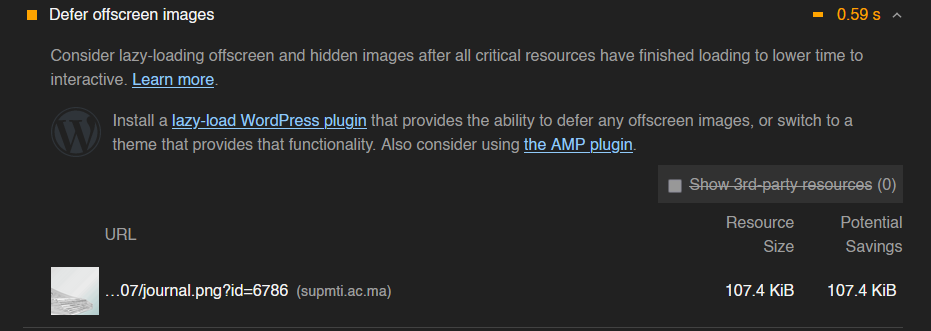 Defer offscreen images
0.59 s
Consider lazy-loading offscreen and hidden images after all critical resources have finished loading to lower time to
interactive. Learn more.
Install a lazy-load WordPress plugin that provides the ability to defer any offscreen images, or switch to a
theme that provides that functionality. Also consider using the AMP plugin.
Show 3rd-party resources (0)
URL
Resource
Size
Potential
Savings
...07/journal.png?id=6786 (supmti.ac.ma)
107.4 KiB
107.4 KiB